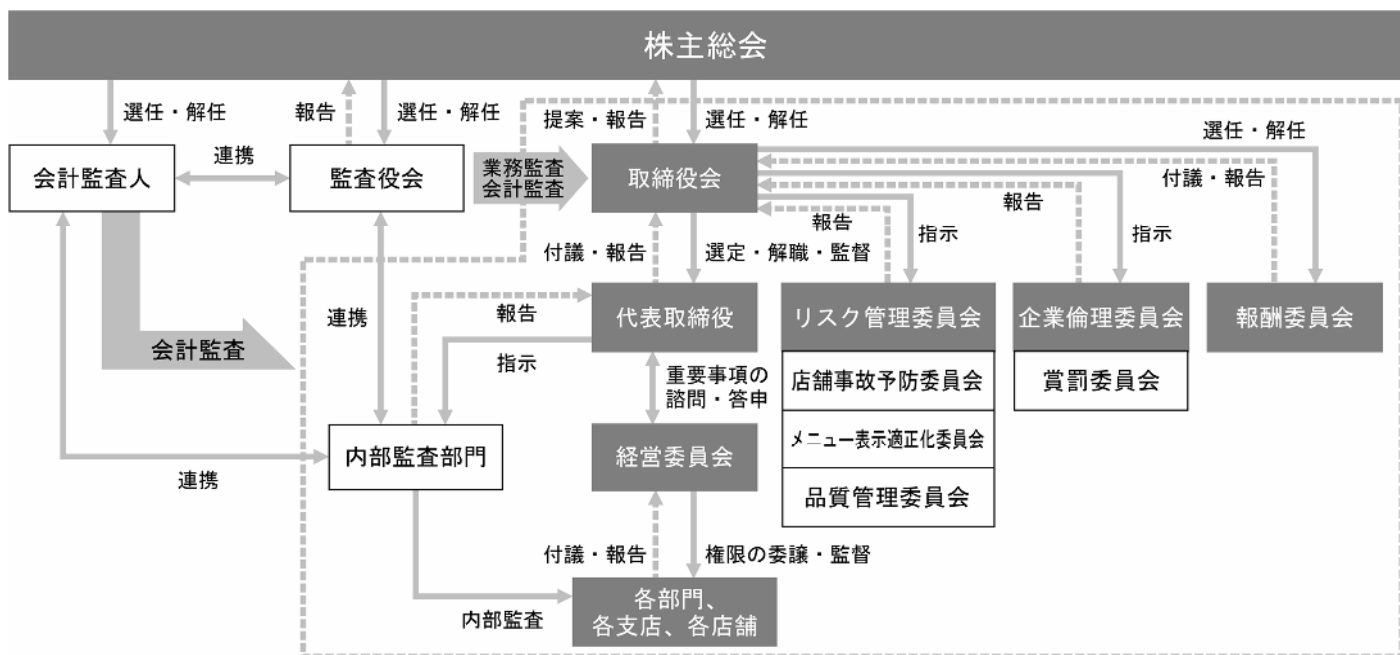 株主総会
選任・解任
報告
選任・解任
提案・報告
選任・解任
選任・解任
会計監査人
連携
監査役会
業務監査
会計監査
取締役会
付議・報告
報告
報告
指示
指示
付議・報告
選定・解職・監督
連携
報告
代表取締役
リスク管理委員会
企業倫理委員会
報酬委員会
会計監査
指示
重要事項の
諮問・答申
店舗事故予防委員会
賞罰委員会
メニュー表示適正化委員会
内部監査部門
経営委員会
連携
品質管理委員会
付議・報告
権限の委譲・監督
内部監査
各部門、
各支店、各店舗